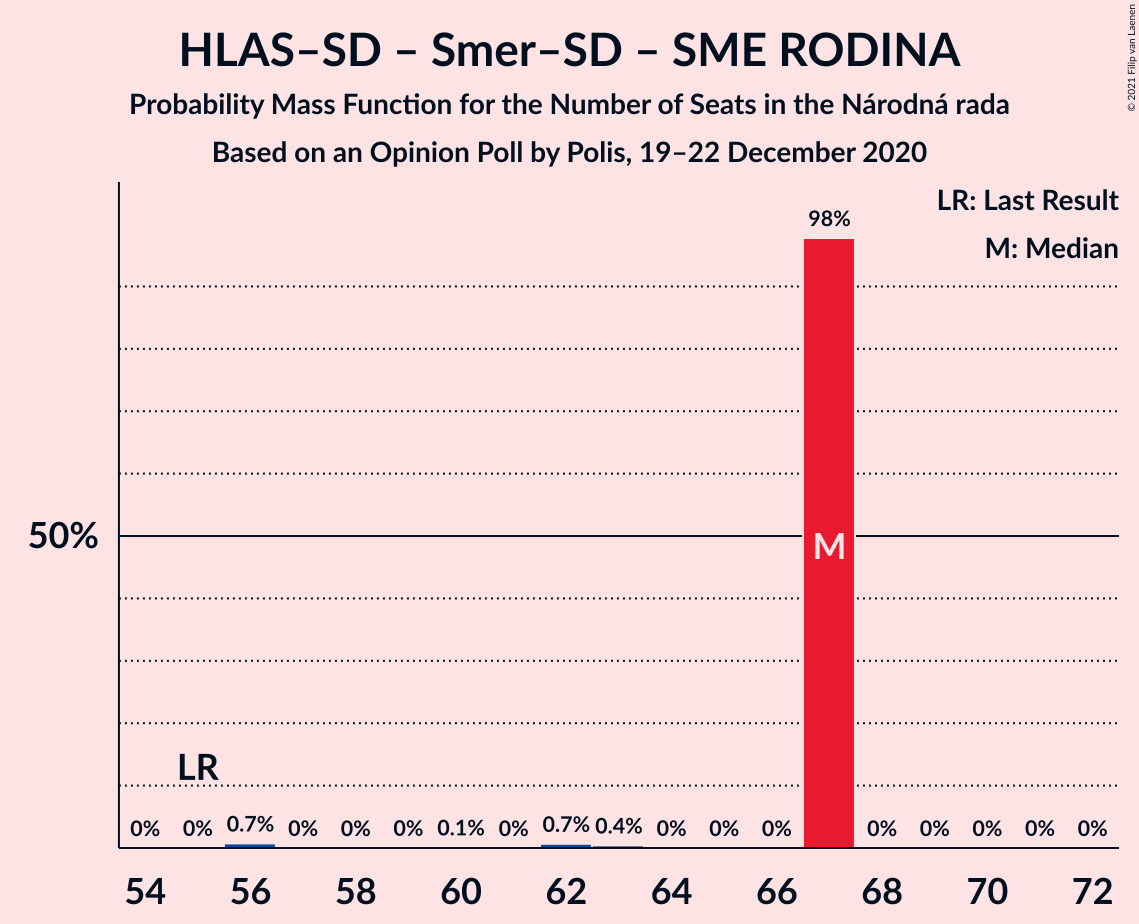 HLAS–SD – Smer–SD – SME RODINA
Probability Mass Function for the Number of Seats in the Národná rada
Based on an Opinion Poll by Polis, 19–22 December 2020
© 2021 Filip van Laenen
LR: Last Result
M: Median
98%
50%
M
LR
0% 0% 0.7% 0% 0% 0% 0.1% 0% 0.7% 0.4% 0% 0% 0% 0% 0% 0% 0% 0%
54 56 58 60 62 64 66 68 70 72